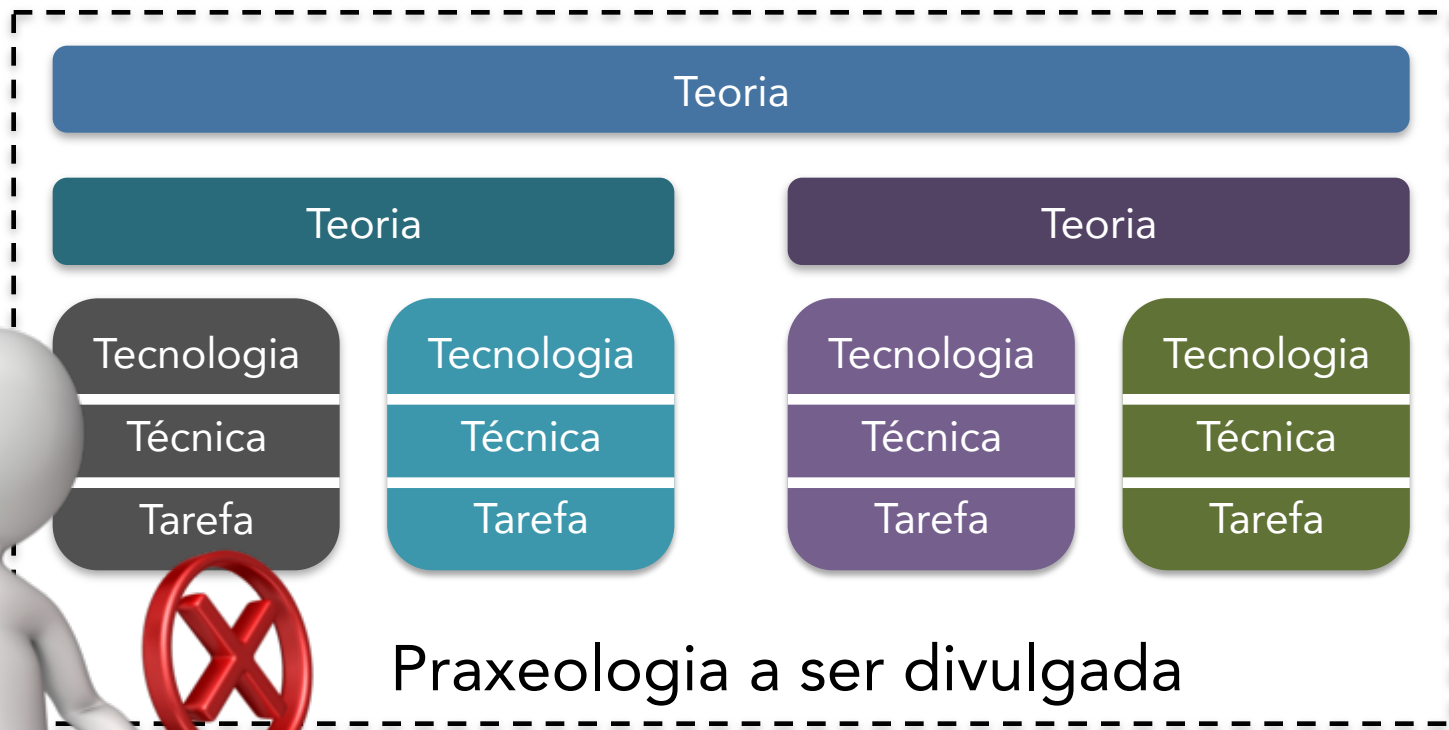 Teoria
Teoria
Teoria
Tecnologia
Técnica
Tarefa
Tecnologia
Técnica
Tarefa
Tecnologia
Técnica
Tarefa
Tecnologia
Técnica
Tarefa
Praxeologia a ser divulgada